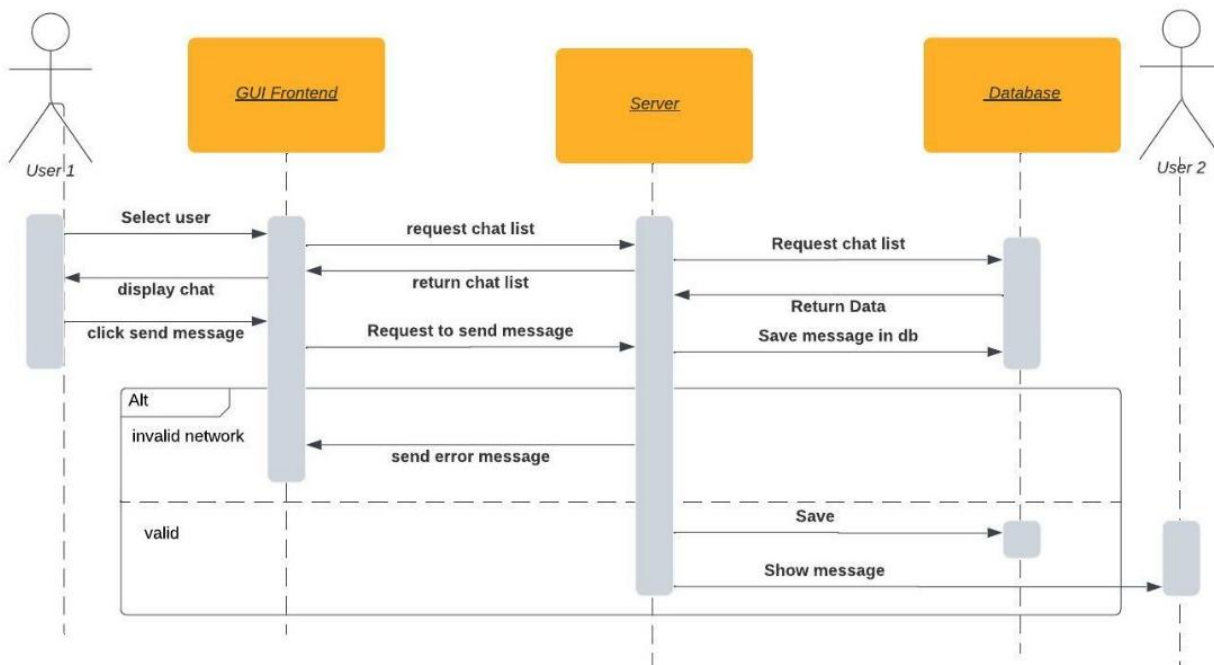 GUI Frontend
Server
Database
User 1
User 2
Select user
request chat list
Request chat list
return chat list
display chat
Return Data
click send message
Request to send message
Save message in db
Alt
invalid network
send error message
Save
valid
Show message